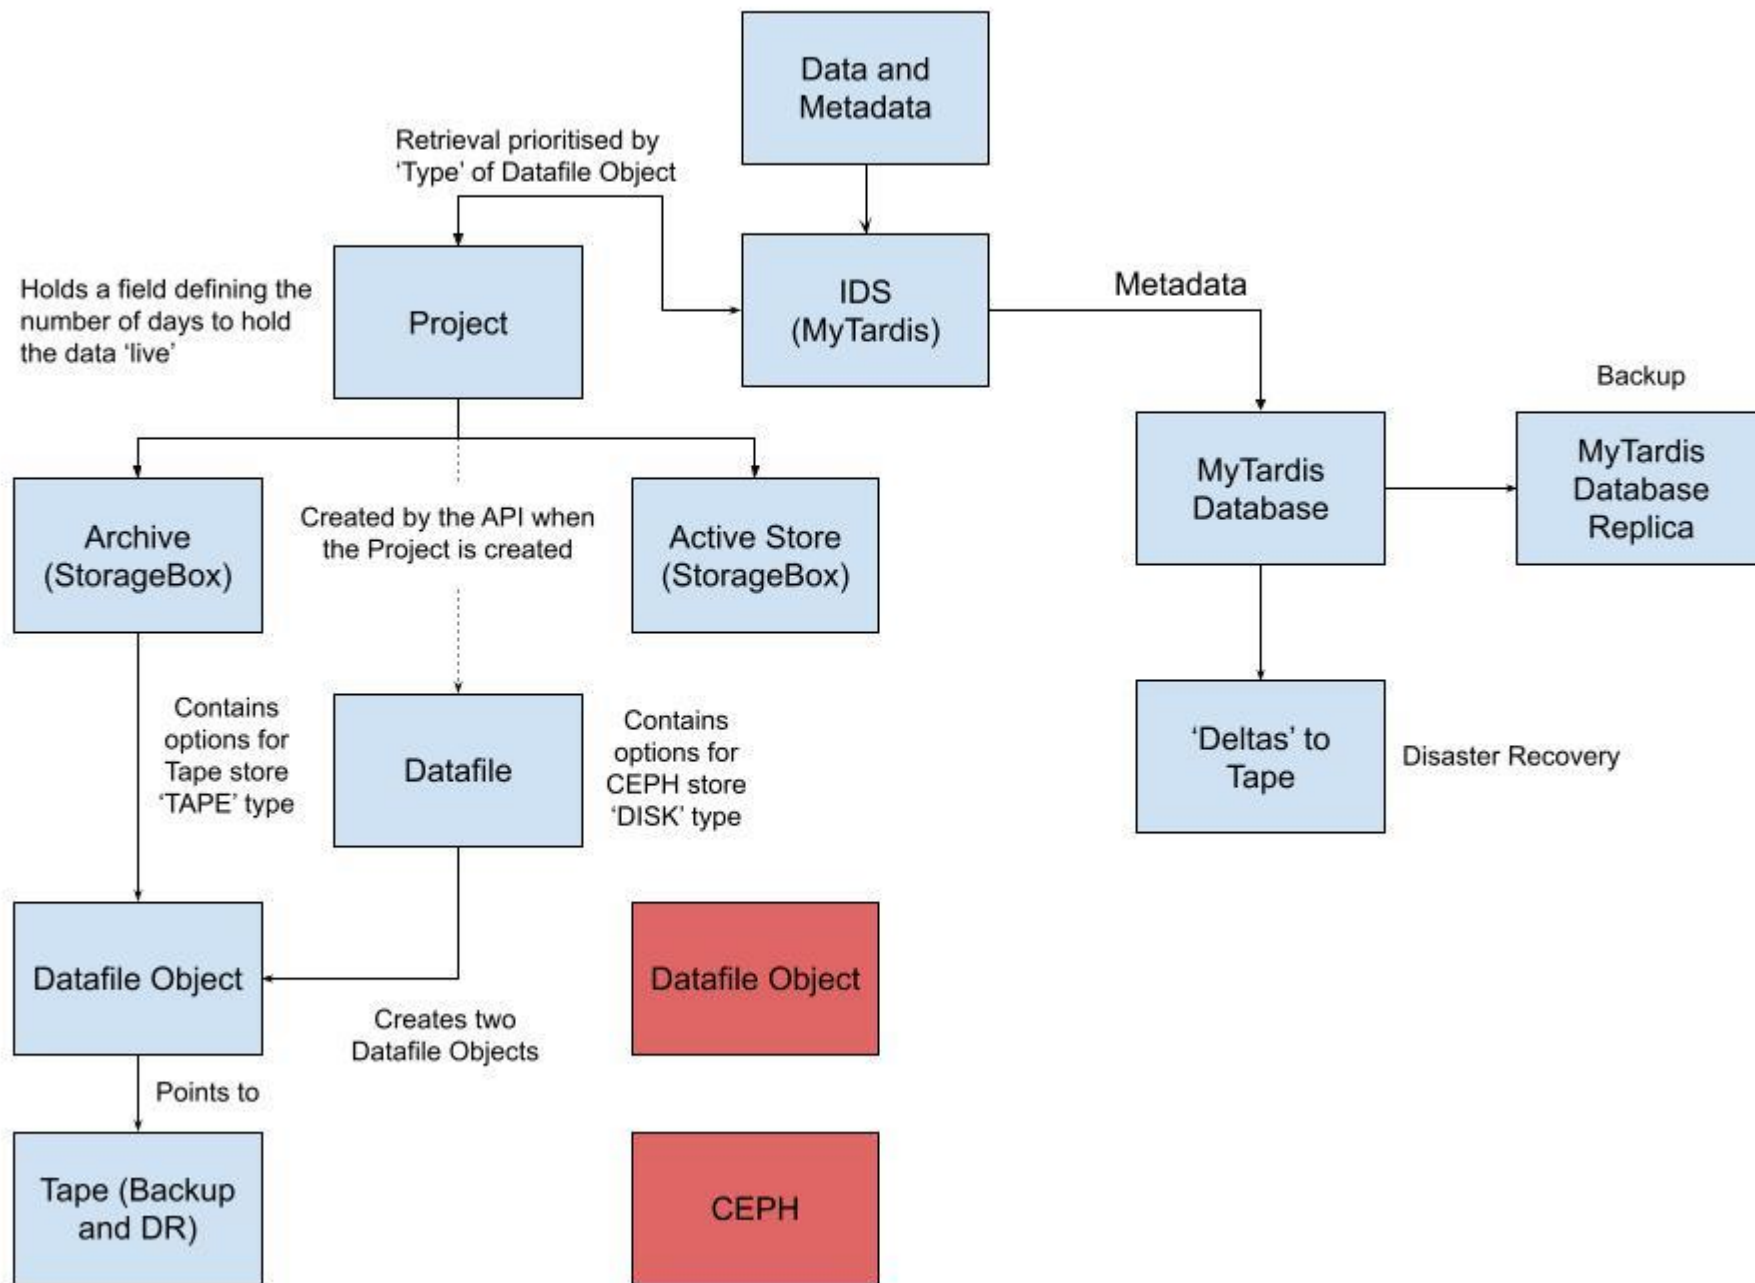 Data and
Metadata
Retrieval prioritised by
‘Type’ of Datafile Object
Holds a field defining the
number of days to hold
the data ‘live’
Project
IDS
(MyTardis)
Metadata
Backup
MyTardis
Database
MyTardis
Database
Replica
Archive
(StorageBox)
Created by the API when
the Project is created
Active Store
(StorageBox)
Contains
options for
Tape store
‘TAPE’ type
Datafile
Contains
options for
CEPH store
‘DISK’ type
‘Deltas’ to
Tape
Disaster Recovery
Datafile Object
Creates two
Datafile Objects
Datafile Object
Points to
Tape (Backup
and DR)
CEPH